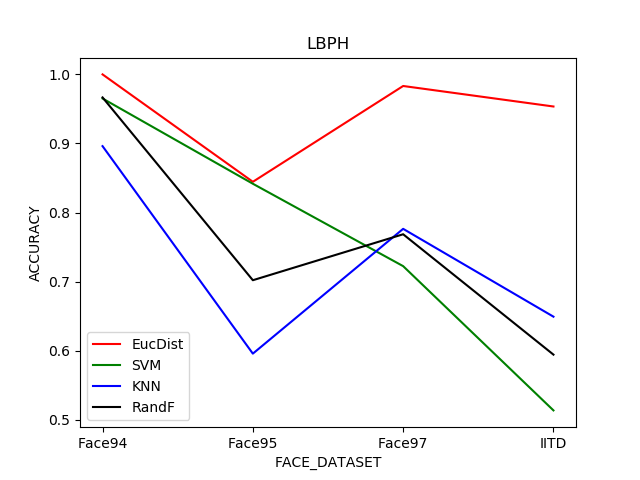 LBPH
1.0
0.9
0.8
0.7
0.6
0.5
ACCURACY
EucDist
SVM
KNN
RandF
Face94 Face95 Face97 IITD
FACE_DATASET